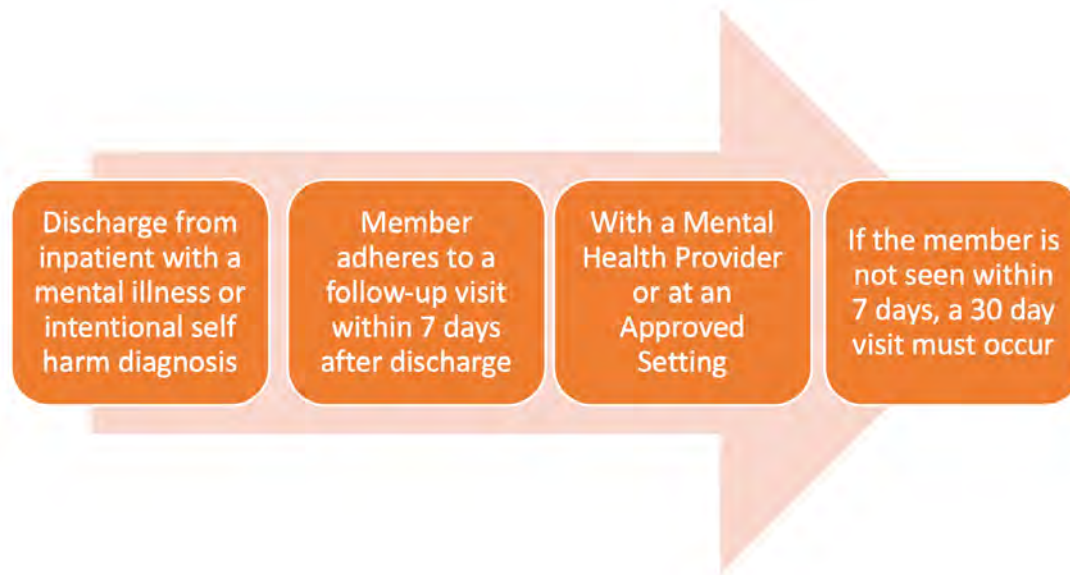 Discharge from
inpatient with a
mental illness or
intentional self
harm diagnosis
Member
adheres to a
follow-up visit
within 7 days
after discharge
With a Mental
Health Provider
or at an
Approved
Setting
If the member is
not seen within
7 days, a 30 day
visit must occur